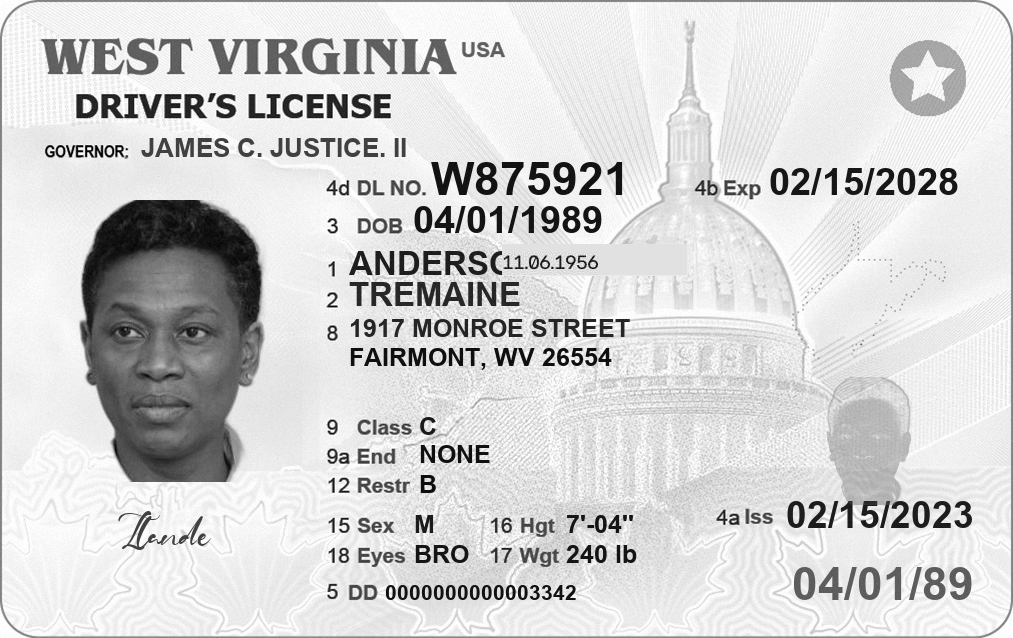 WEST VIRGINIA USA
DRIVER'S LICENSE
GOVERNOR: JAMES C. JUSTICE. II
4d DL NO. W875921 4b Exp 02/15/2028
3 DOB 04/01/1989
1 11.06.1956
2 TREMAINE
8 1917 MONROE STREET
FAIRMONT, WV 26554
9 Class C
9a End NONE
12 Restr B
15 Sex M 16 Hgt 7'-04" 4a Iss 02/15/2023
18 Eyes BRO 17 Wgt 240 lb
5 DD 0000000000003342
04/01/89